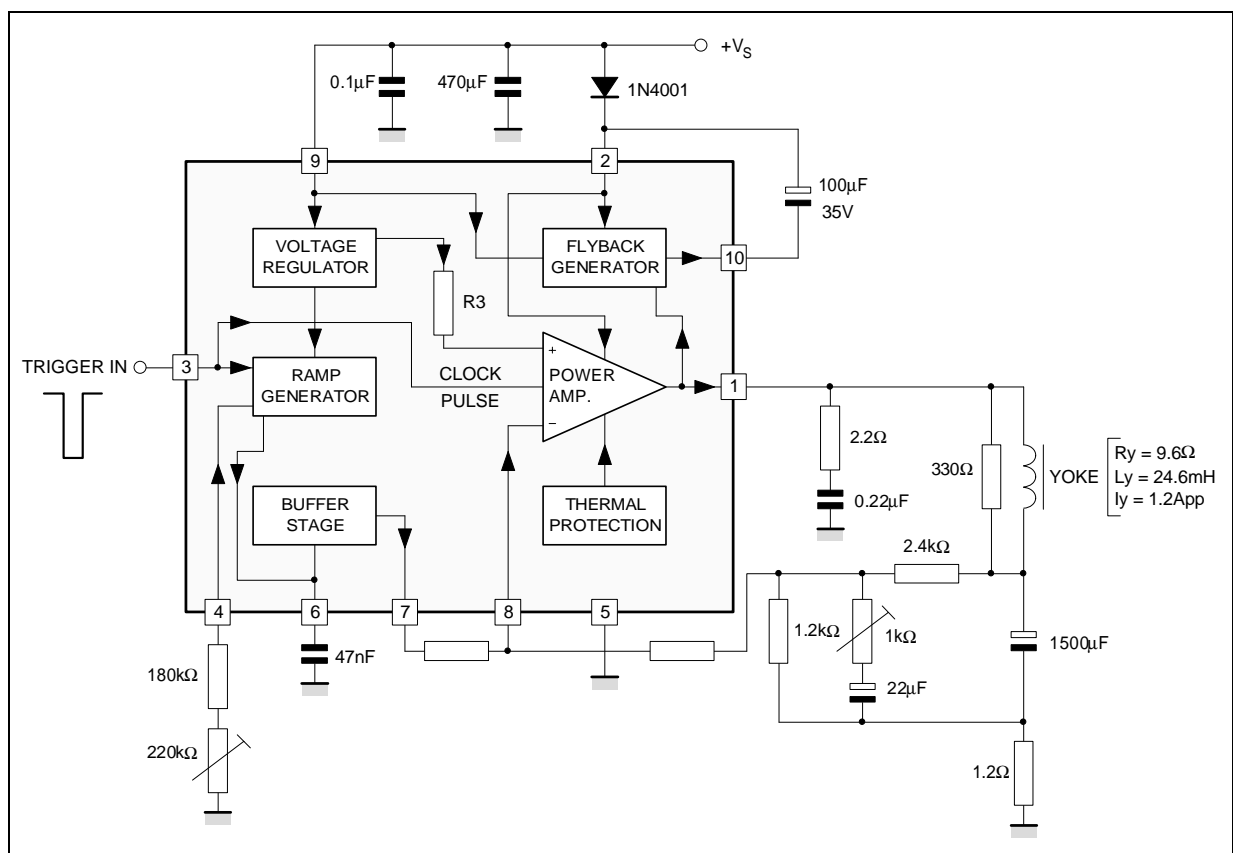 +VS
0.1µF
470µF
1N4001
9
2
100µF
35V
VOLTAGE
REGULATOR
FLYBACK
GENERATOR
10
R3
TRIGGER IN
3
RAMP
GENERATOR
CLOCK
PULSE
+
POWER
AMP.
−
1
2.2Ω
330Ω
YOKE
Ry = 9.6Ω
Ly = 24.6mH
Iy = 1.2App
BUFFER
STAGE
THERMAL
PROTECTION
0.22µF
2.4kΩ
4
6
7
8
5
1.2kΩ
1kΩ
1500µF
180kΩ
47nF
22µF
220kΩ
1.2Ω